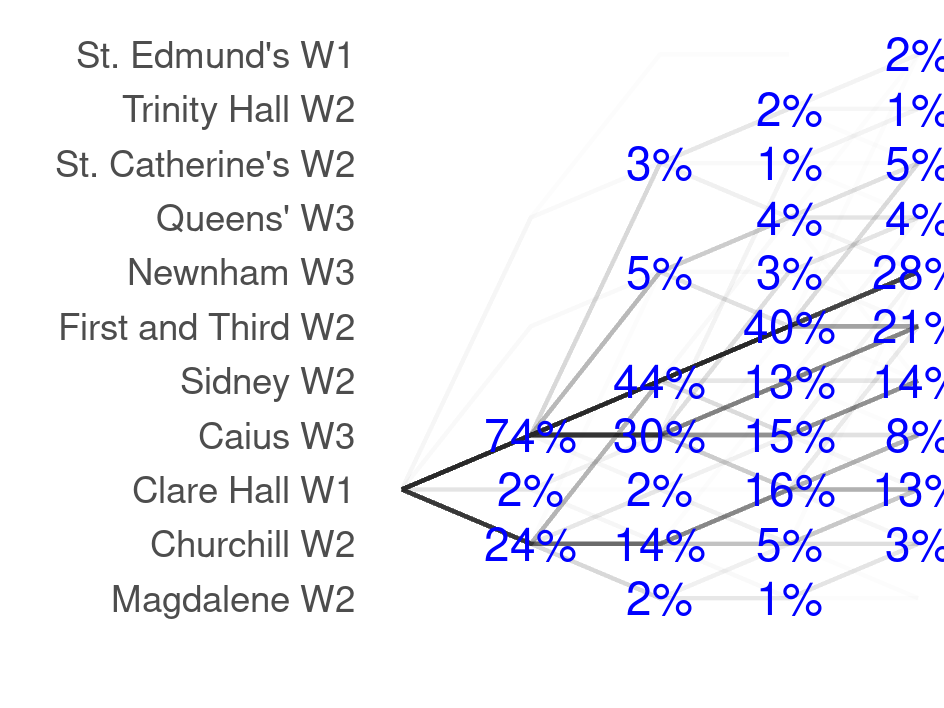 St. Edmund's W1 2%
Trinity Hall W2 2% 1%
St. Catherine's W2 3% 1% 5%
Queens' W3 4% 4%
Newnham W3 5% 3% 28%
First and Third W2 40% 21%
Sidney W2 44% 13% 14%
Caius W3 74% 30% 15% 8%
Clare Hall W1 2% 2% 16% 13%
Churchill W2 24% 14% 5% 3%
Magdalene W2 2% 1%